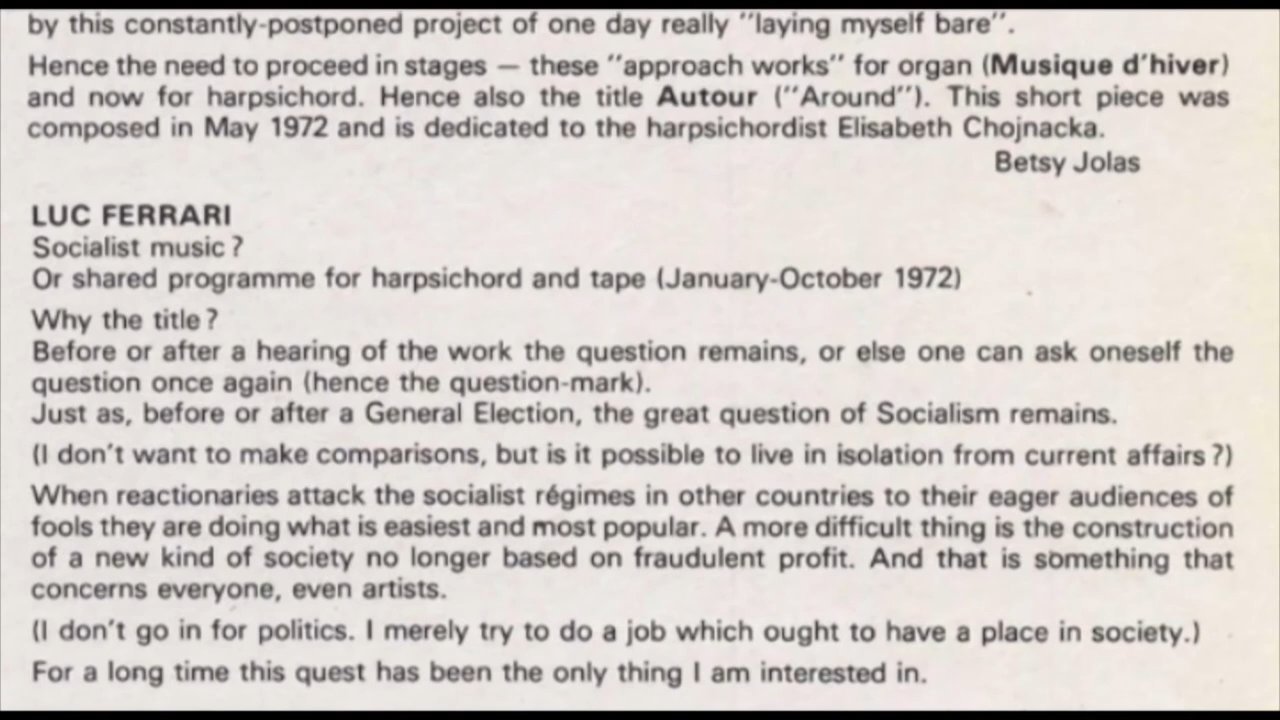 by this constantly-postponed project of one day really ''laying myself bare''.
Hence the need to proceed in stages — these ''approach works'' for organ (Musique d'hiver)
and now for harpsichord. Hence also the title Autour (''Around''). This short piece was
composed in May 1972 and is dedicated to the harpsichordist Elisabeth Chojnacka.
Betsy Jolas
LUC FERRARI
Socialist music?
Or shared programme for harpsichord and tape (January-October 1972)
Why the title?
Before or after a hearing of the work the question remains, or else one can ask oneself the
question once again (hence the question-mark).
Just as, before or after a General Election, the great question of Socialism remains.
(I don't want to make comparisons, but is it possible to live in isolation from current affairs?)
When reactionaries attack the socialist régimes in other countries to their eager audiences of
fools they are doing what is easiest and most popular. A more difficult thing is the construction
of a new kind of society no longer based on fraudulent profit. And that is something that
concerns everyone, even artists.
(I don't go in for politics. I merely try to do a job which ought to have a place in society.)
For a long time this quest has been the only thing I am interested in.